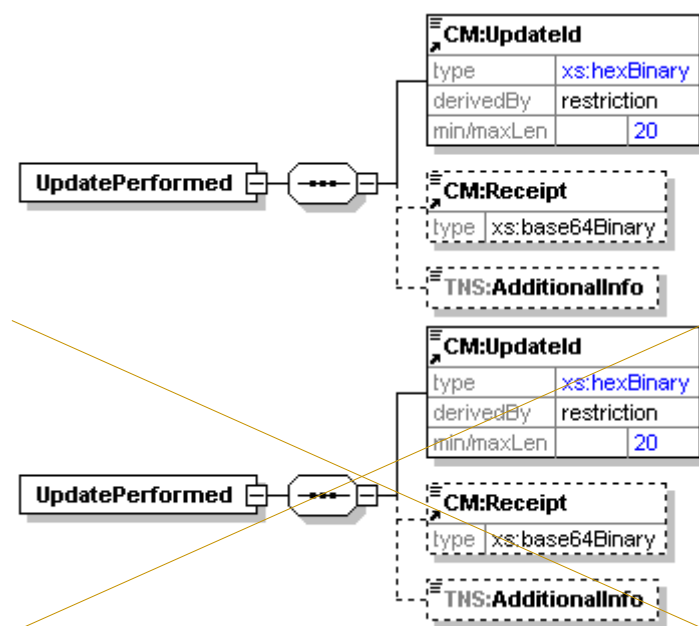 CM:UpdateId
type xs:hexBinary
derivedBy restriction
min/maxLen 20
UpdatePerformed
CM:Receipt
type xs:base64Binary
TNS:AdditionalInfo
CM:UpdateId
type xs:hexBinary
derivedBy restriction
min/maxLen 20
UpdatePerformed
CM:Receipt
type xs:base64Binary
TNS:AdditionalInfo